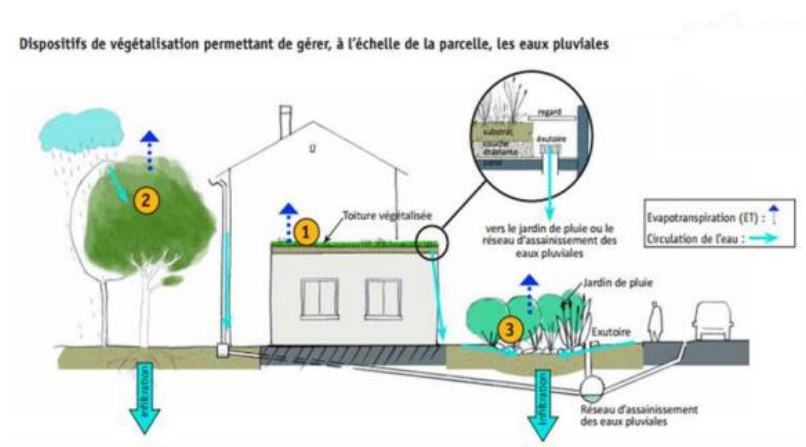 Dispositifs de végétalisation permettant de gérer, à l'échelle de la parcelle, les eaux pluviales
regard
substrat
exutoire
couche
drainante
2
1
Toiture végétalisée
vers le jardin de pluie ou le
réseau d'assainissement des
eaux pluviales
Evapotranspiration (ET) :
Circulation de l'eau :
Jardin de pluie
3
Exutoire
infiltration
infiltration
Réseau d'assainissement
des eaux pluviales